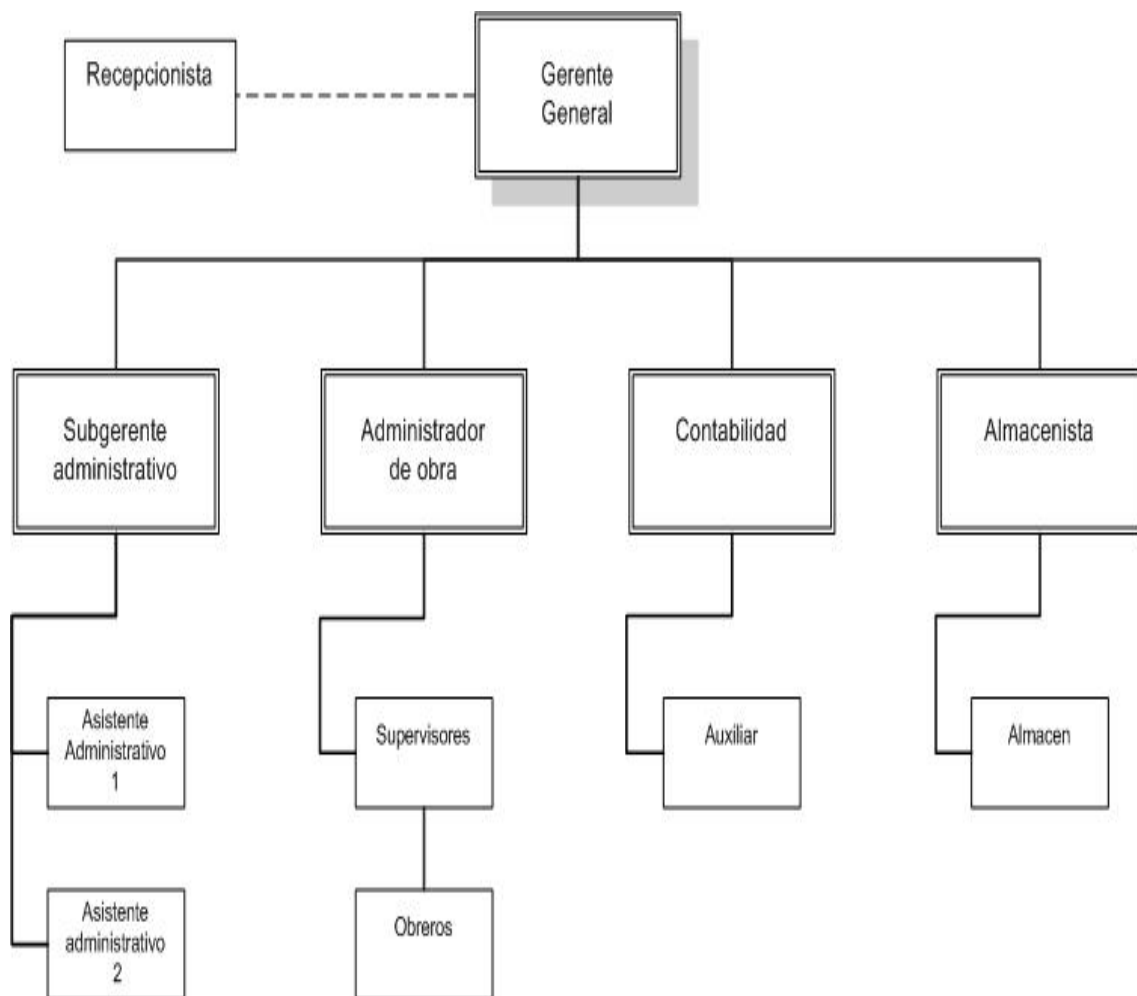 Recepcionista
Gerente
General
Subgerente
administrativo
Administrador
de obra
Contabilidad
Almacenista
Asistente
Administrativo
1
Supervisores
Auxiliar
Almacen
Asistente
administrativo
2
Obreros